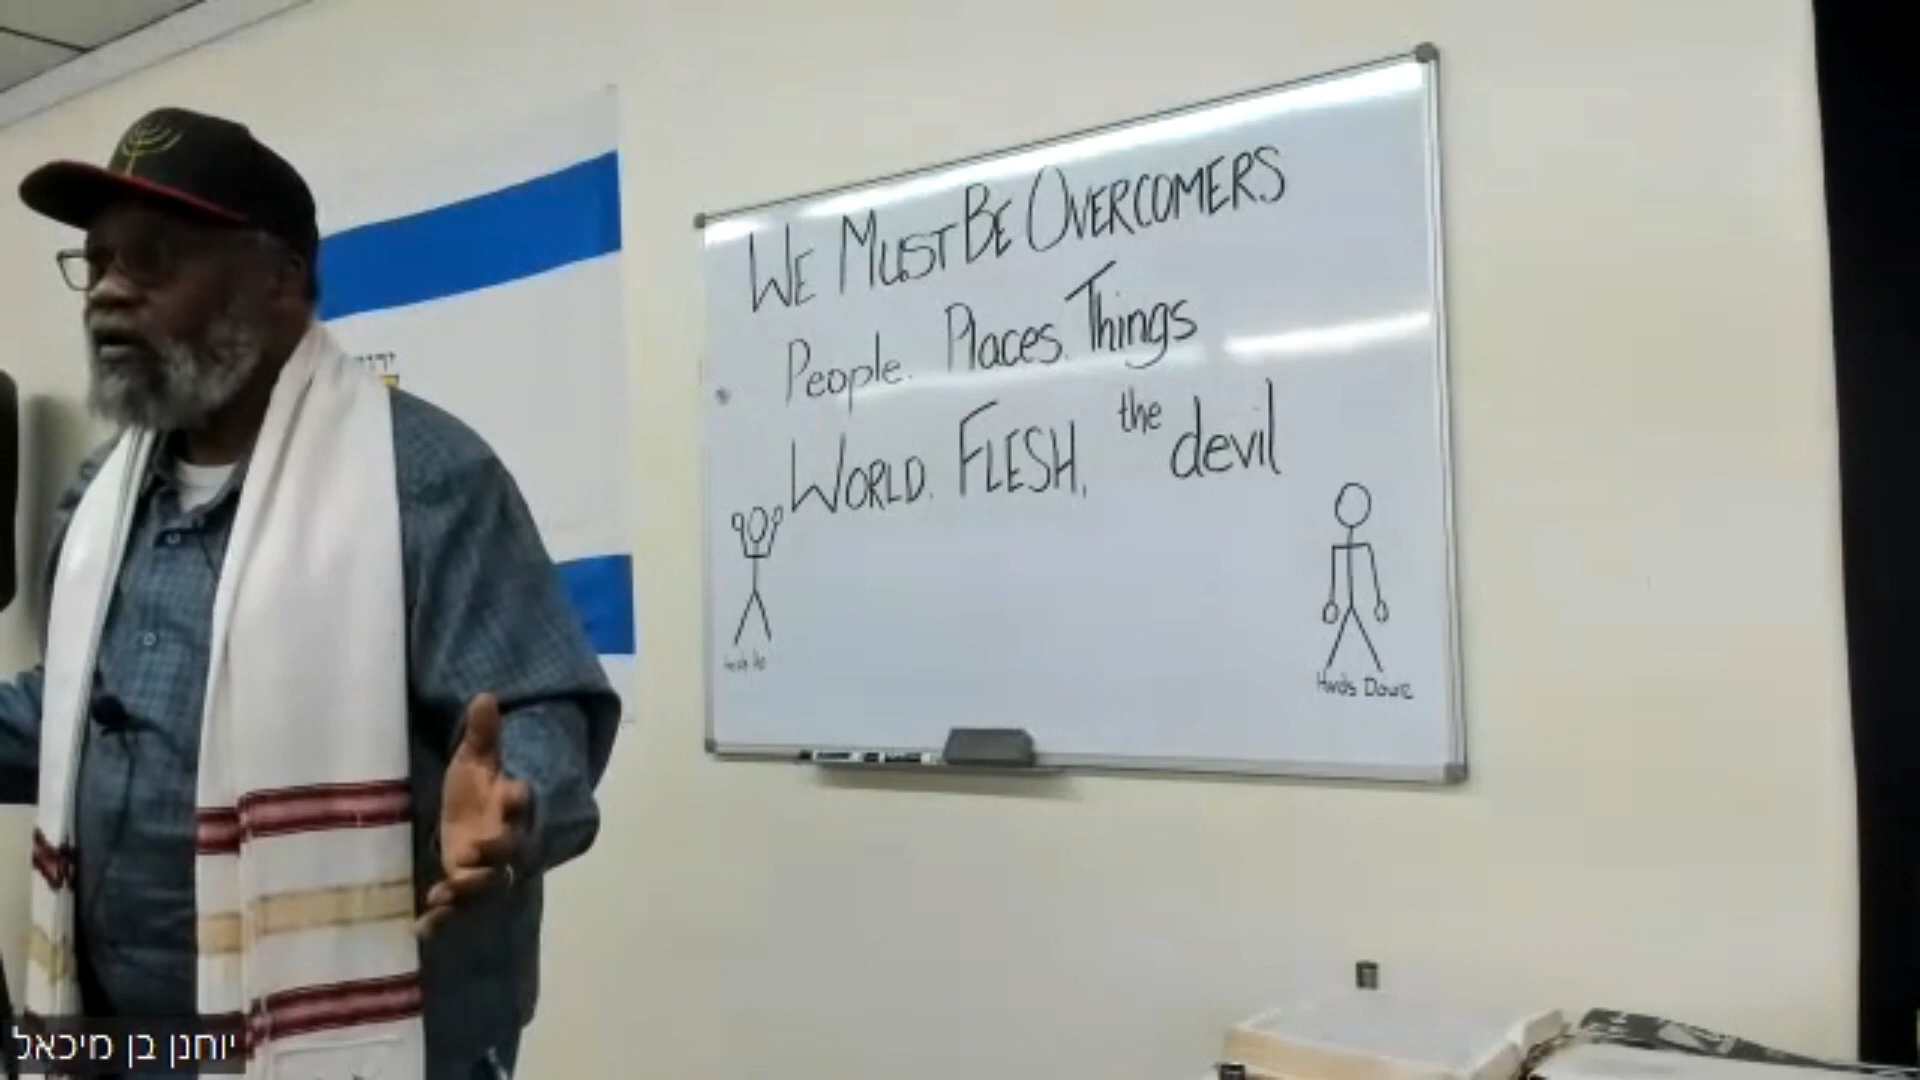 WE MUST BE OVERCOMERS
People. Places. Things
WORLD. FLESH. the devil
Hands Down
יוחנן בן מיכאל